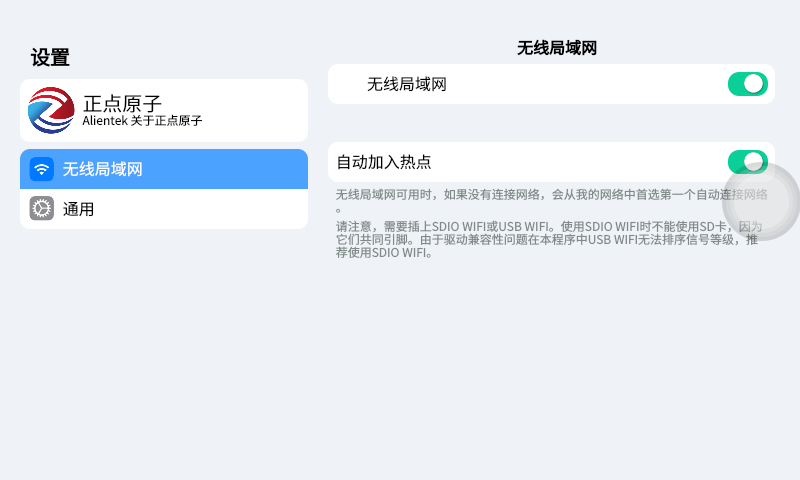 设置
正点原子
Alientek 关于正点原子
无线局域网
通用
无线局域网
无线局域网
自动加入热点
无线局域网可用时，如果没有连接网络，会从我的网络中首选第一个自动连接网络
。
请注意，需要插上SDIO WIFI或USB WIFI。使用SDIO WIFI时不能使用SD卡，因为
它们共同引脚。由于驱动兼容性问题在本程序中USB WIFI无法排序信号等级，推
荐使用SDIO WIFI。